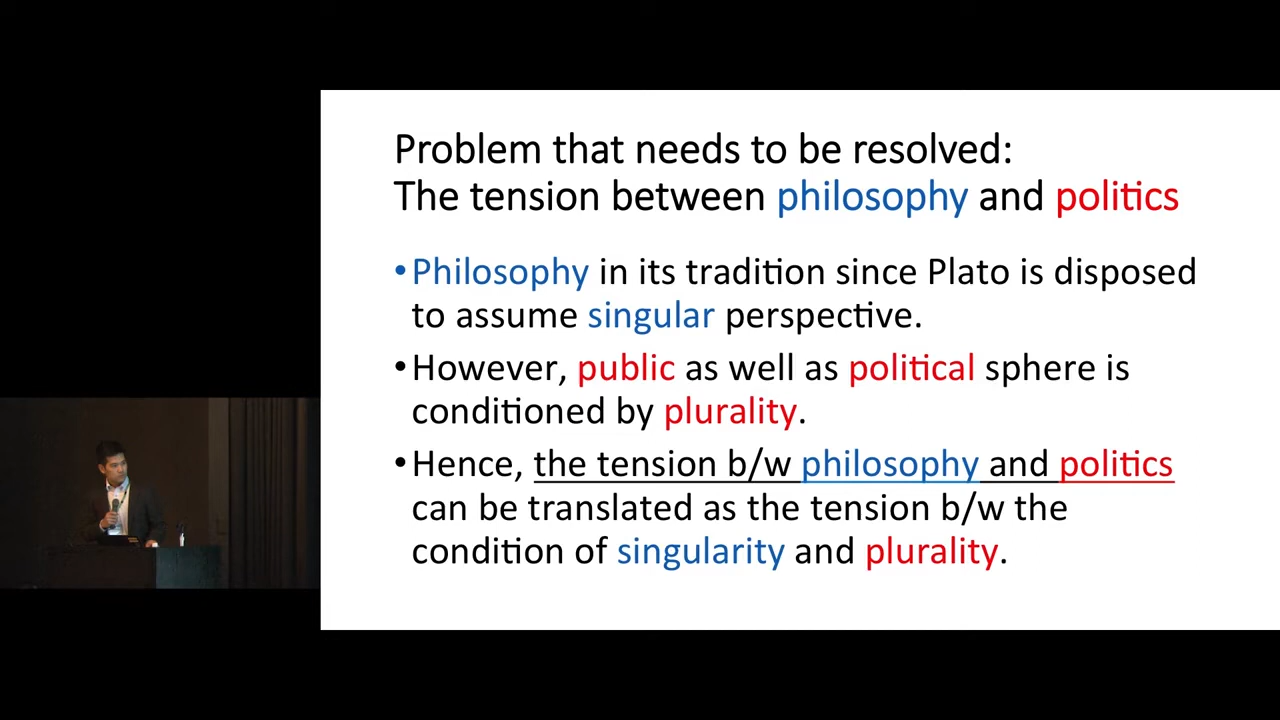 Problem that needs to be resolved:
The tension between philosophy and politics
•Philosophy in its tradition since Plato is disposed
to assume singular perspective.
•However, public as well as political sphere is
conditioned by plurality.
•Hence, the tension b/w philosophy and politics
can be translated as the tension b/w the
condition of singularity and plurality.